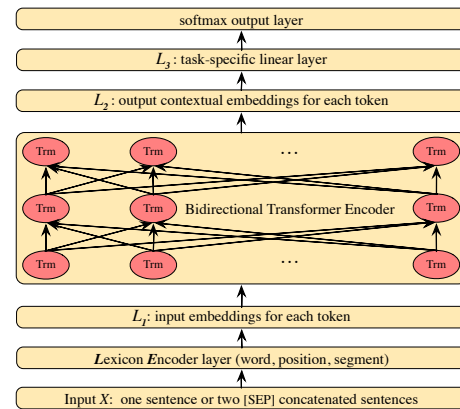 softmax output layer
L3: task-specific linear layer
L2: output contextual embeddings for each token
Trm Trm ... Trm
Trm Trm Bidirectional Transformer Encoder Trm
Trm Trm ... Trm
L1: input embeddings for each token
Lexicon Encoder layer (word, position, segment)
Input X: one sentence or two [SEP] concatenated sentences